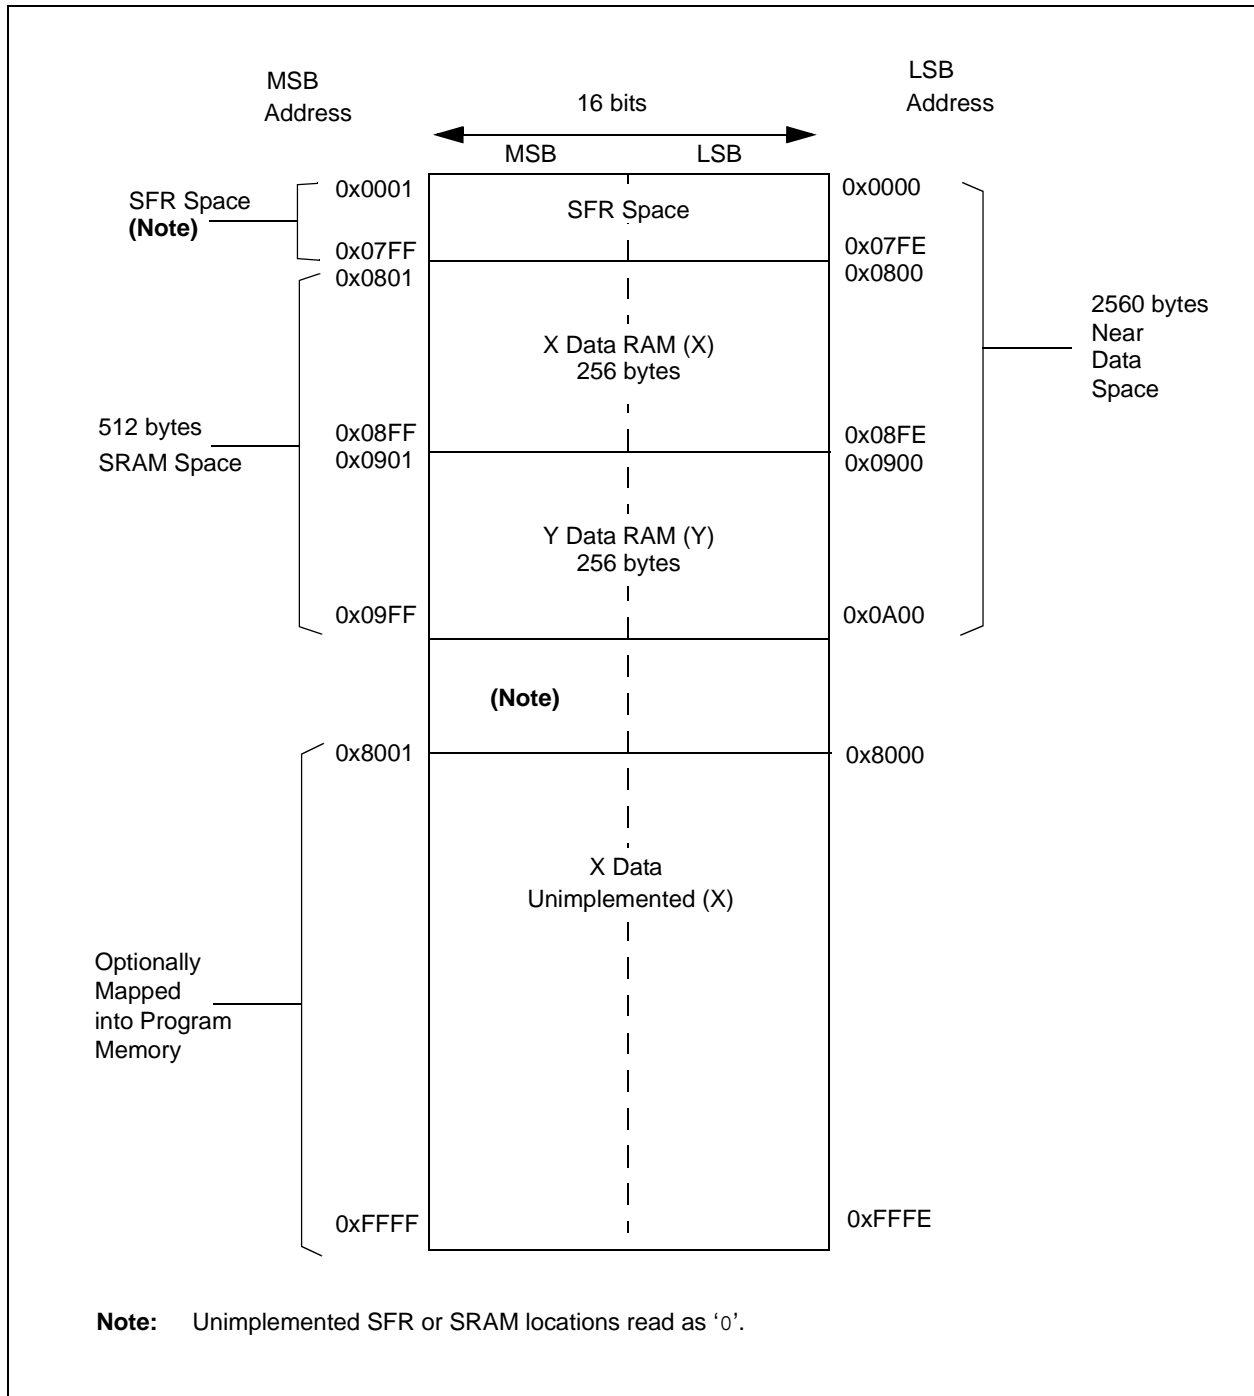 MSB
Address
LSB
Address
16 bits
MSB
LSB
SFR Space
(Note)
0x0001
SFR Space
0x0000
0x07FF
0x07FE
0x0801
0x0800
2560 bytes
Near
Data
Space
X Data RAM (X)
256 bytes
512 bytes
SRAM Space
0x08FF
0x08FE
0x0901
0x0900
Y Data RAM (Y)
256 bytes
0x09FF
0x0A00
(Note)
0x8001
0x8000
X Data
Unimplemented (X)
Optionally
Mapped
into Program
Memory
0xFFFF
0xFFFE
Note: Unimplemented SFR or SRAM locations read as ‘0’.